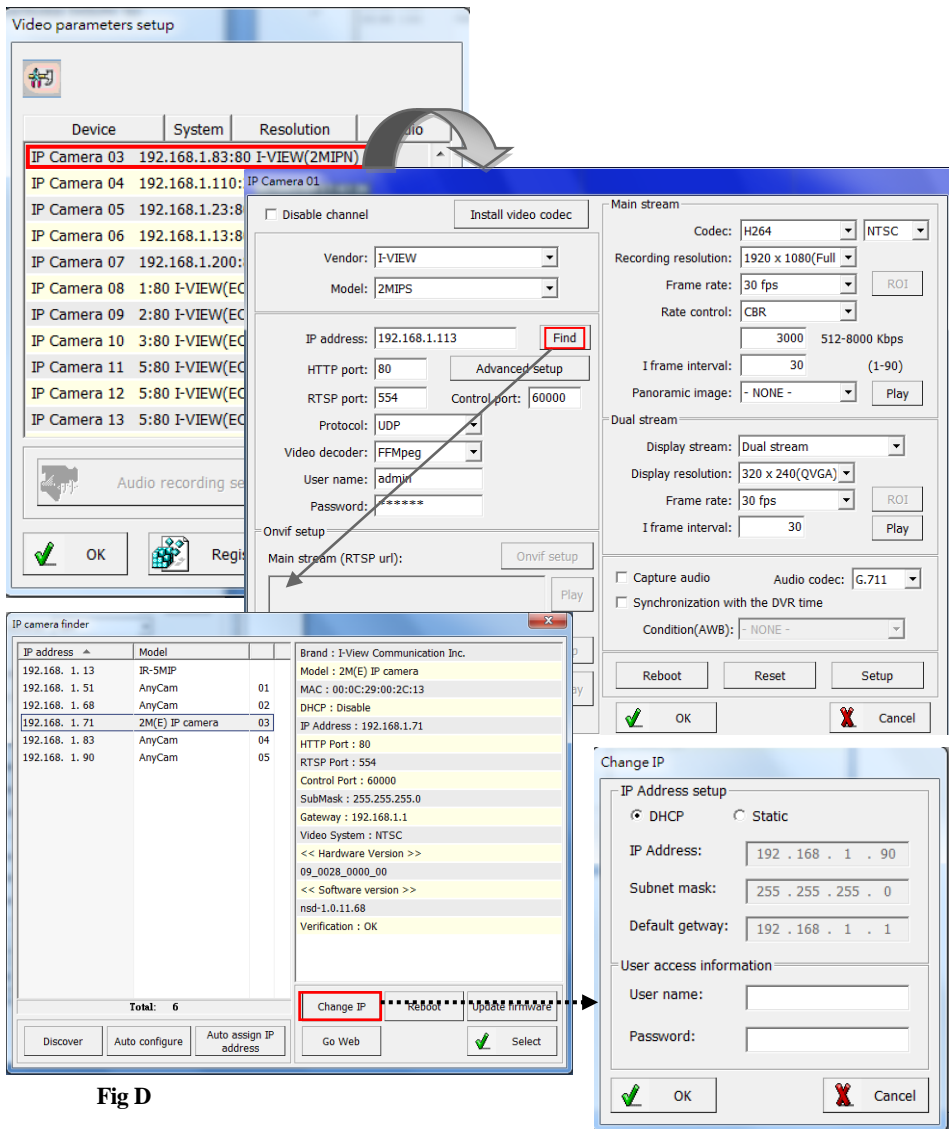 Video parameters setup
Device System Resolution
IP Camera 03 192.168.1.83:80 I-VIEW(2MIPN)
IP Camera 04 192.168.1.110:
IP Camera 05 192.168.1.23:8
IP Camera 06 192.168.1.13:8
IP Camera 07 192.168.1.200:
IP Camera 08 1:80 I-VIEW(EC
IP Camera 09 2:80 I-VIEW(EC
IP Camera 10 3:80 I-VIEW(EC
IP Camera 11 5:80 I-VIEW(EC
IP Camera 12 5:80 I-VIEW(EC
IP Camera 13 5:80 I-VIEW(EC
Audio recording se
OK Regis
IP Camera 01
Disable channel Install video codec
Vendor: I-VIEW
Model: 2MIPS
IP address: 192.168.1.113 Find
HTTP port: 80 Advanced setup
RTSP port: 554 Control port: 60000
Protocol: UDP
Video decoder: FFMpeg
User name: admin
Password: ******
Onvif setup
Main stream (RTSP url): Onvif setup
Play
Main stream
Codec: H264 NTSC
Recording resolution: 1920 x 1080(Full
Frame rate: 30 fps ROI
Rate control: CBR
3000 512-8000 Kbps
I frame interval: 30 (1-90)
Panoramic image: - NONE - Play
Dual stream
Display stream: Dual stream
Display resolution: 320 x 240(QVGA)
Frame rate: 30 fps ROI
I frame interval: 30 Play
Capture audio Audio codec: G.711
Synchronization with the DVR time
Condition(AWB): - NONE -
Reboot Reset Setup
OK Cancel
IP camera finder
IP address Model
192.168. 1. 13 IR-5MIP
192.168. 1. 51 AnyCam 01
192.168. 1. 68 AnyCam 02
192.168. 1. 71 2M(E) IP camera 03
192.168. 1. 83 AnyCam 04
192.168. 1. 90 AnyCam 05
Total: 6
Discover Auto configure Auto assign IP address
Brand : I-View Communication Inc.
Model : 2M(E) IP camera
MAC : 00:0C:29:00:2C:13
DHCP : Disable
IP Address : 192.168.1.71
HTTP Port : 80
RTSP Port : 554
Control Port : 60000
SubMask : 255.255.255.0
Gateway : 192.168.1.1
Video System : NTSC
<< Hardware Version >>
09_0028_0000_00
<< Software version >>
nsd-1.0.11.68
Verification : OK
Change IP Reboot Update firmware
Go Web Select
Change IP
IP Address setup
DHCP Static
IP Address: 192 . 168 . 1 . 90
Subnet mask: 255 . 255 . 255 . 0
Default getway: 192 . 168 . 1 . 1
User access information
User name:
Password:
OK Cancel
Fig D